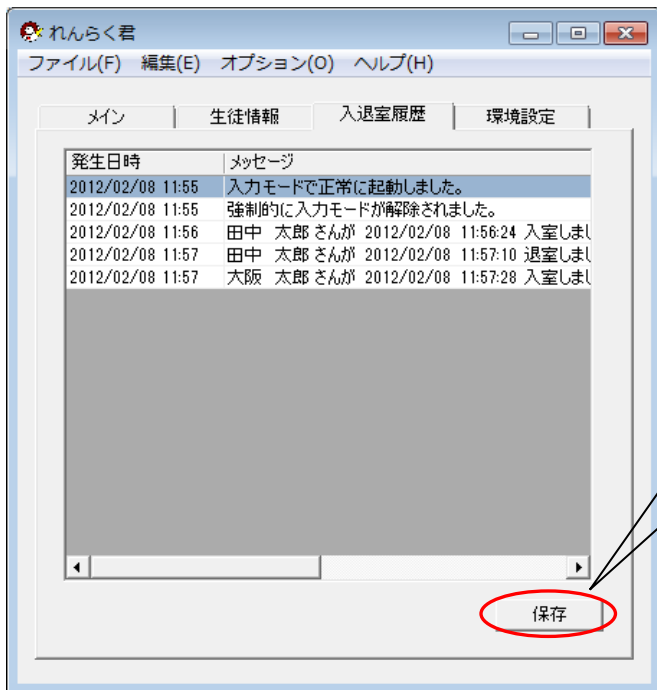 れんらく君
ファイル(F) 編集(E) オプション(O) ヘルプ(H)
メイン 生徒情報 入退室履歴 環境設定
発生日時 メッセージ
2012/02/08 11:55 入力モードで正常に起動しました。
2012/02/08 11:55 強制的に入力モードが解除されました。
2012/02/08 11:56 田中 太郎さんが 2012/02/08 11:56:24 入室しまし
2012/02/08 11:57 田中 太郎さんが 2012/02/08 11:57:10 退室しまし
2012/02/08 11:57 大阪 太郎さんが 2012/02/08 11:57:28 入室しまし
保存